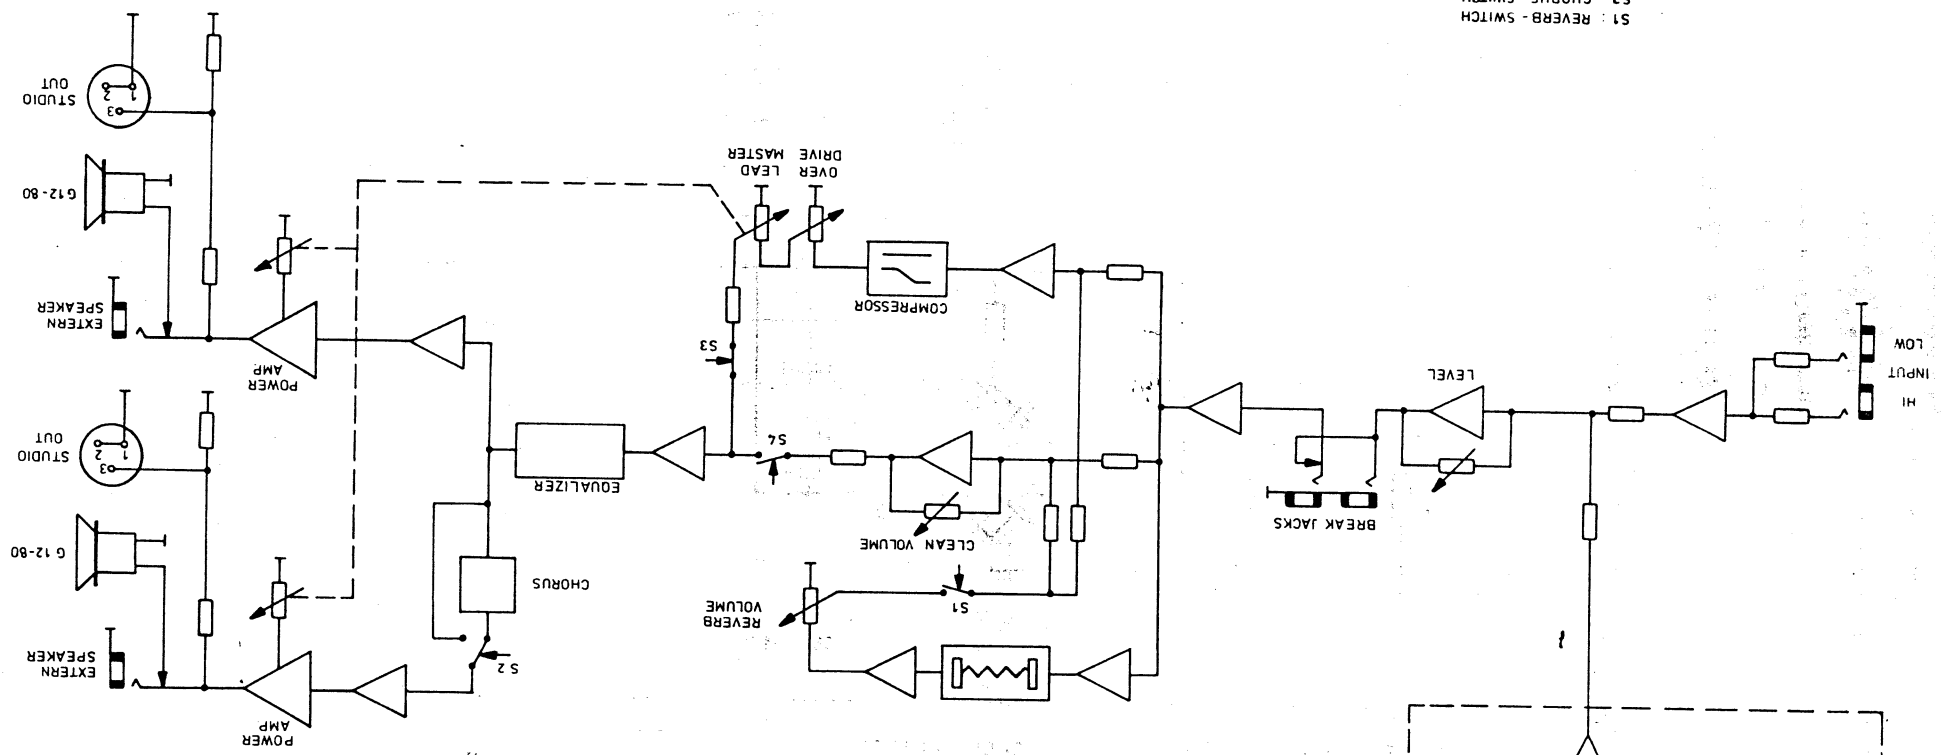 POWER
AMP
S2
EXTERN
SPEAKER
REVERB
VOLUME
S1
CHORUS
G12-80
CLEAN VOLUME
BREAK JACKS
EQUALIZER
3
1 2
STUDIO
OUT
S4
HI
INPUT
LOW
LEVEL
POWER
AMP
S3
EXTERN
SPEAKER
COMPRESSOR
G12-80
OVER
DRIVE
LEAD
MASTER
3
1 2
STUDIO
OUT
S1 : REVERB-SWITCH